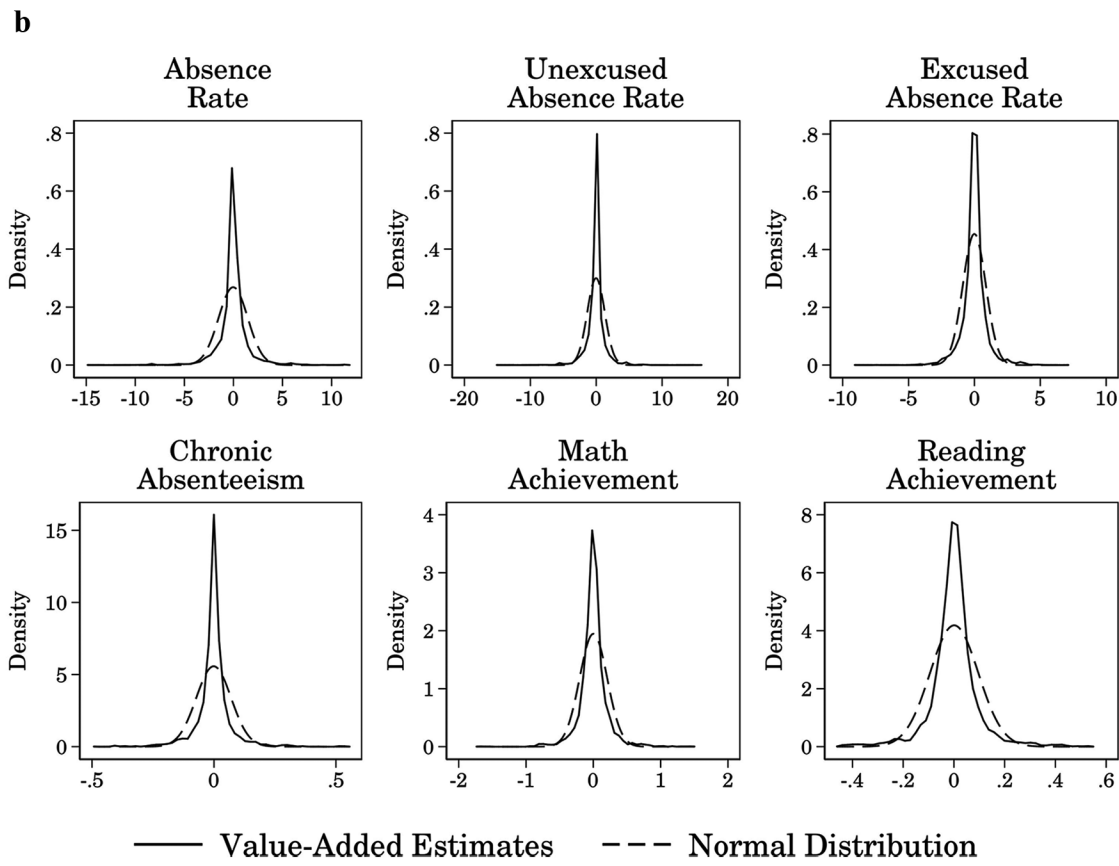 b
Absence
Rate
Unexcused
Absence Rate
Excused
Absence Rate
Density
.8
.6
.4
.2
0
-15 -10 -5 0 5 10
Density
.8
.6
.4
.2
0
-20 -10 0 10 20
Density
.8
.6
.4
.2
0
-5 0 5 10
Chronic
Absenteeism
Math
Achievement
Reading
Achievement
Density
15
10
5
0
-.5 0 .5
Density
4
3
2
1
0
-2 -1 0 1 2
Density
8
6
4
2
0
-.4 -.2 0 .2 .4 .6
Value-Added Estimates Normal Distribution